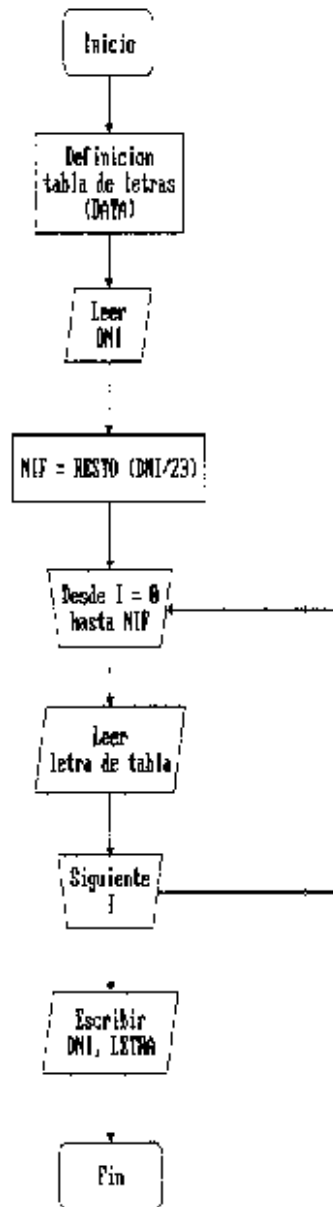 Inicio
Definicion
tabla de letras
(DATA)
Leer
DNI
NIF = RESTO (DNI/23)
Desde I = 0
hasta NIF
Leer
letra de tabla
Siguiente
I
Escribir
DNI, LETRA
Fin